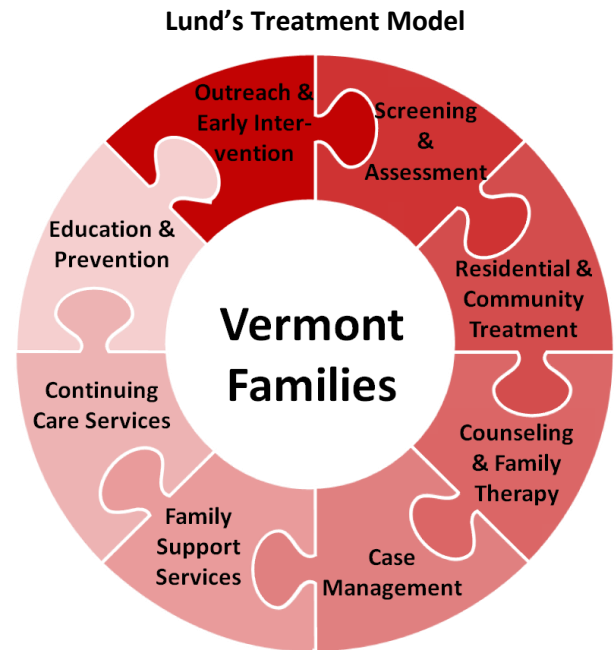 Lund's Treatment Model
Outreach &
Early Inter-
vention
Screening
&
Assessment
Residential &
Community
Treatment
Counseling
& Family
Therapy
Case
Management
Family
Support
Services
Continuing
Care Services
Education &
Prevention
Vermont
Families